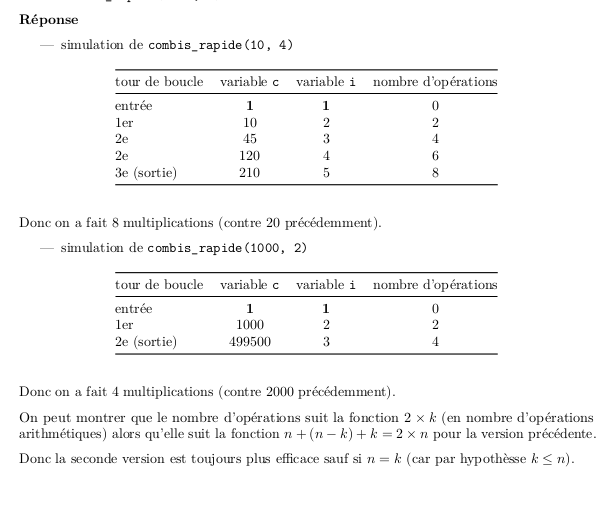 Réponse
— simulation de combis_rapide(10, 4)
tour de boucle variable c variable i nombre d'opérations
entrée 1 1 0
1er 10 2 2
2e 45 3 4
2e 120 4 6
3e (sortie) 210 5 8
Donc on a fait 8 multiplications (contre 20 précédemment).
— simulation de combis_rapide(1000, 2)
tour de boucle variable c variable i nombre d'opérations
entrée 1 1 0
1er 1000 2 2
2e (sortie) 499500 3 4
Donc on a fait 4 multiplications (contre 2000 précédemment).
On peut montrer que le nombre d'opérations suit la fonction 2 × k (en nombre d'opérations
arithmétiques) alors qu'elle suit la fonction n + (n − k) + k = 2 × n pour la version précédente.
Donc la seconde version est toujours plus efficace sauf si n = k (car par hypothèsse k ≤ n).